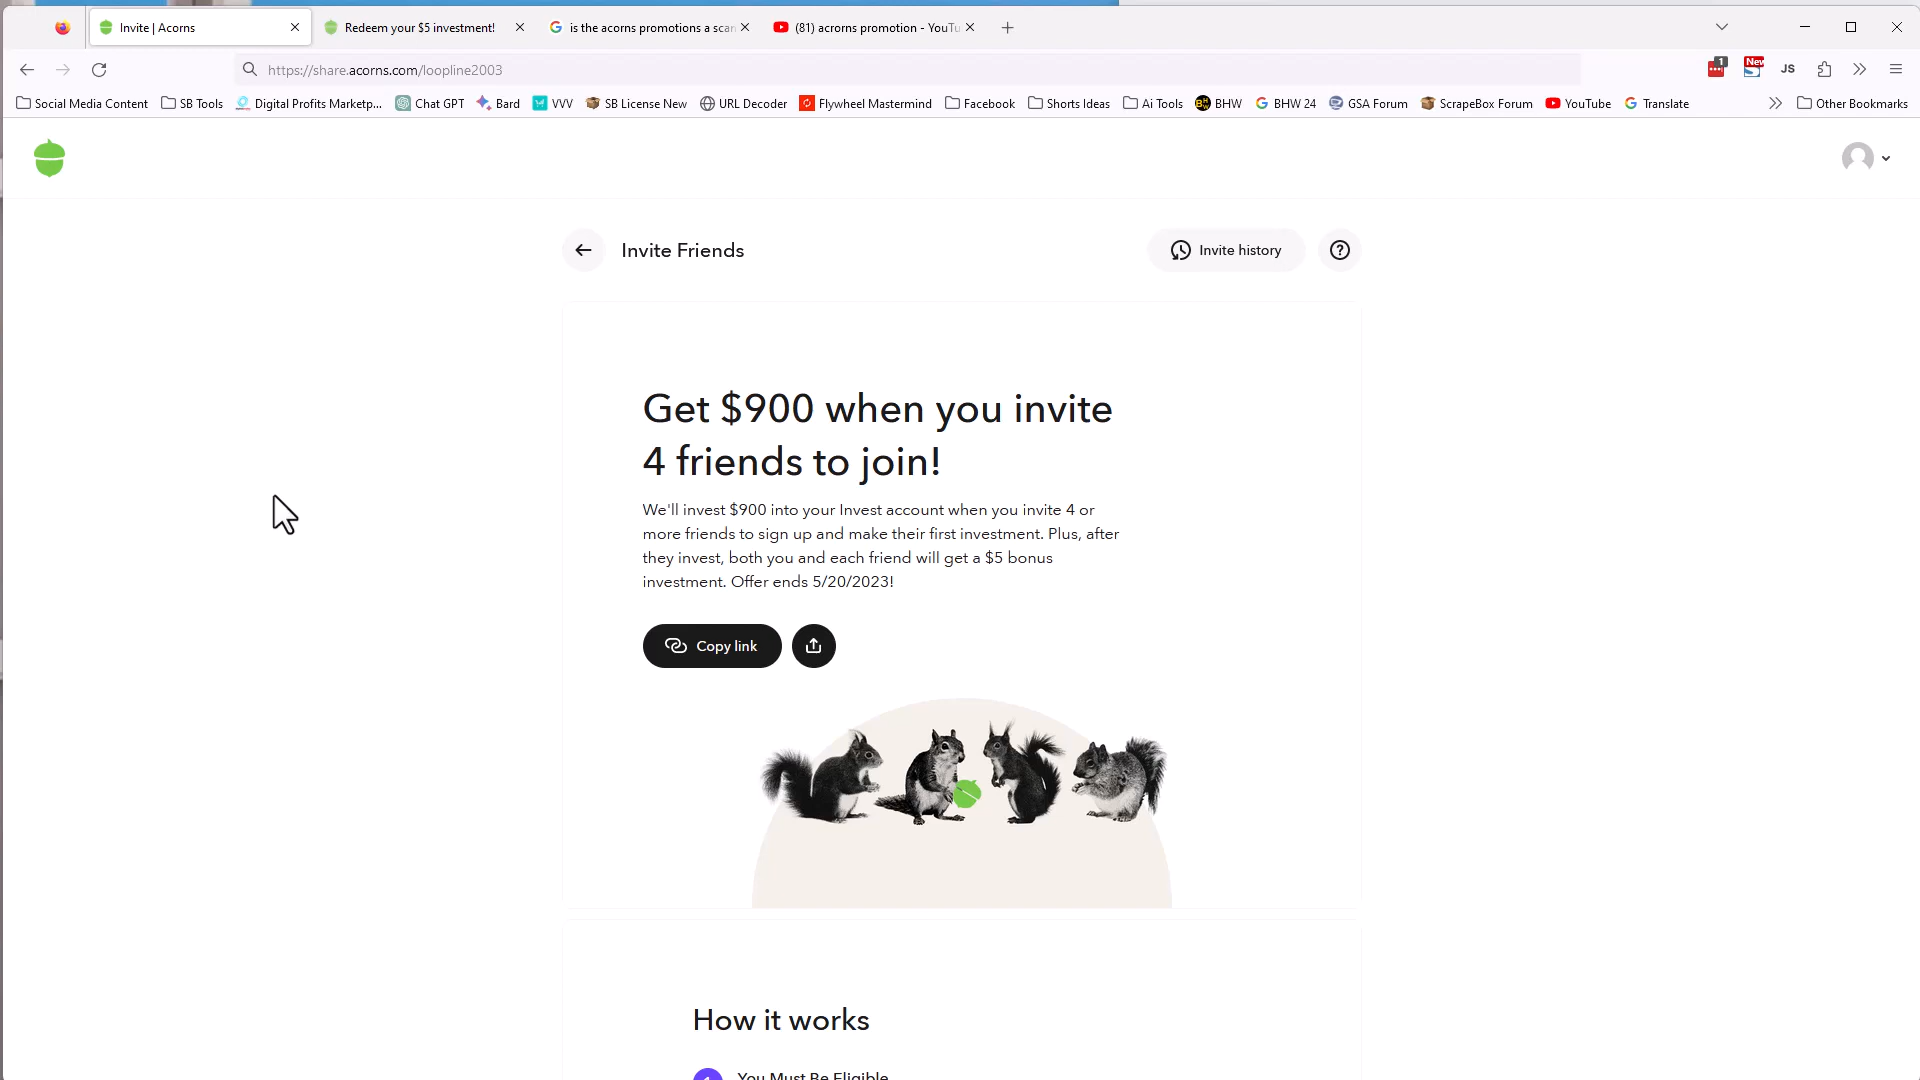 Invite | Acorns
Redeem your $5 investment!
is the acorns promotions a scam
(81) acrorns promotion - YouTu
https://share.acorns.com/loopline2003
1
New
JS
Social Media Content
SB Tools
Digital Profits Marketp...
Chat GPT
Bard
VVV
SB License New
URL Decoder
Flywheel Mastermind
Facebook
Shorts Ideas
Ai Tools
BHW
BHW 24
GSA Forum
ScrapeBox Forum
YouTube
Translate
Other Bookmarks
Invite Friends
Invite history
Get $900 when you invite
4 friends to join!
We'll invest $900 into your Invest account when you invite 4 or
more friends to sign up and make their first investment. Plus, after
they invest, both you and each friend will get a $5 bonus
investment. Offer ends 5/20/2023!
Copy link
How it works
You Must Be Eligible